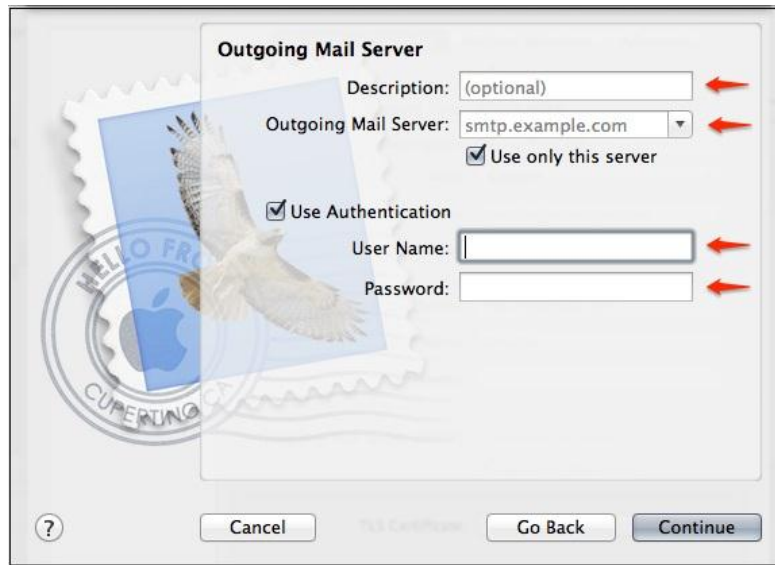 Outgoing Mail Server
Description: (optional)
Outgoing Mail Server: smtp.example.com
Use only this server
Use Authentication
User Name:
Password:
HELLO FRO
CUPERTINO CA
? Cancel Go Back Continue